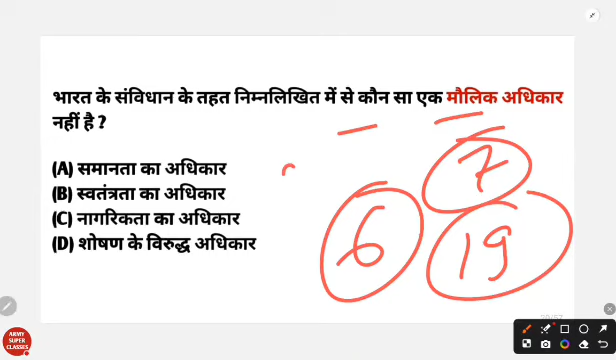 भारत के संविधान के तहत निम्नलिखित में से कौन सा एक मौलिक अधिकार
नहीं है ?
(A) समानता का अधिकार
(B) स्वतंत्रता का अधिकार
(C) नागरिकता का अधिकार
(D) शोषण के विरुद्ध अधिकार
7
6
19
ARMY
SUPER
CLASSES